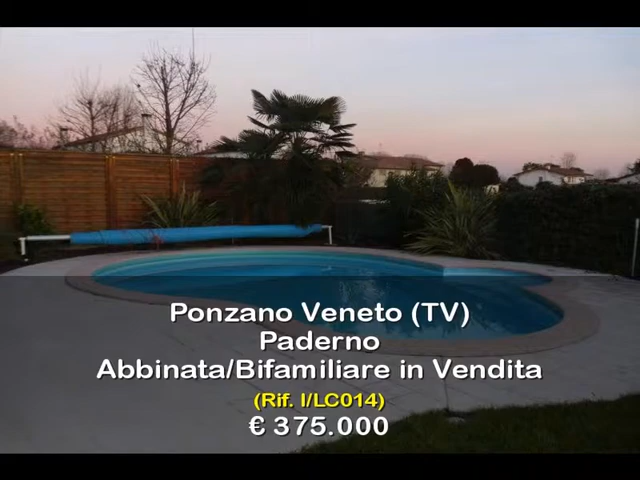 Ponzano Veneto (TV)
Paderno
Abbinata/Bifamiliare in Vendita
(Rif. I/LC014)
€ 375.000